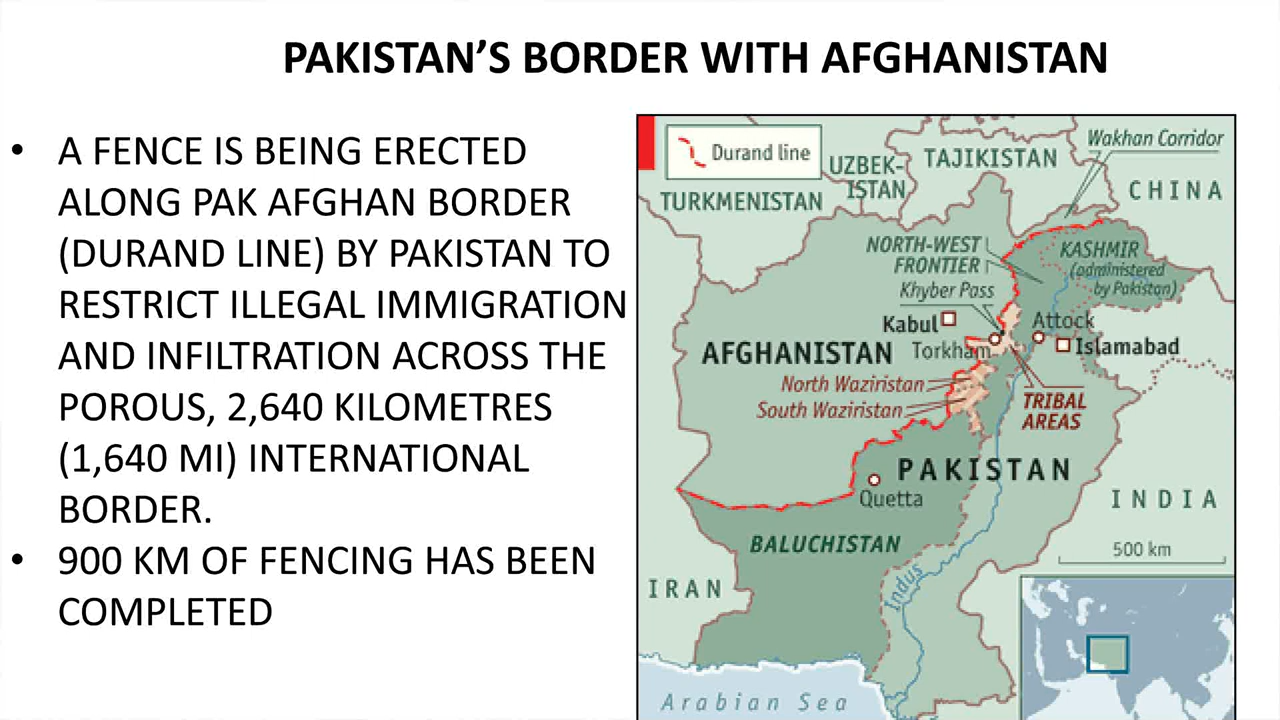 PAKISTAN’S BORDER WITH AFGHANISTAN
• A FENCE IS BEING ERECTED
ALONG PAK AFGHAN BORDER
(DURAND LINE) BY PAKISTAN TO
RESTRICT ILLEGAL IMMIGRATION
AND INFILTRATION ACROSS THE
POROUS, 2,640 KILOMETRES
(1,640 MI) INTERNATIONAL
BORDER.
• 900 KM OF FENCING HAS BEEN
COMPLETED
Durand line
UZBEK-
ISTAN
TAJIKISTAN
Wakhan Corridor
TURKMENISTAN
CHINA
NORTH-WEST
FRONTIER
KASHMIR
(administered
by Pakistan)
Khyber Pass
Kabul
Attock
AFGHANISTAN
Torkham
Islamabad
North Waziristan
South Waziristan
TRIBAL
AREAS
PAKISTAN
Quetta
INDIA
BALUCHISTAN
500 km
IRAN
Indus
Arabian Sea